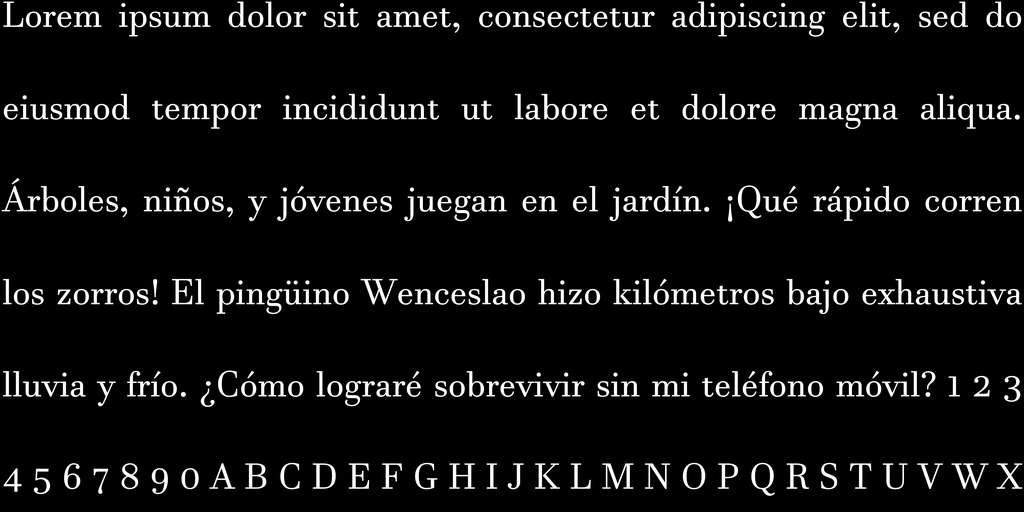 Lorem ipsum dolor sit amet, consectetur adipiscing elit, sed do
eiusmod tempor incididunt ut labore et dolore magna aliqua.
Árboles, niños, y jóvenes juegan en el jardín. ¡Qué rápido corren
los zorros! El pingüino Wenceslao hizo kilómetros bajo exhaustiva
lluvia y frío. ¿Cómo lograré sobrevivir sin mi teléfono móvil? 1 2 3
4 5 6 7 8 9 0 A B C D E F G H I J K L M N O P Q R S T U V W X